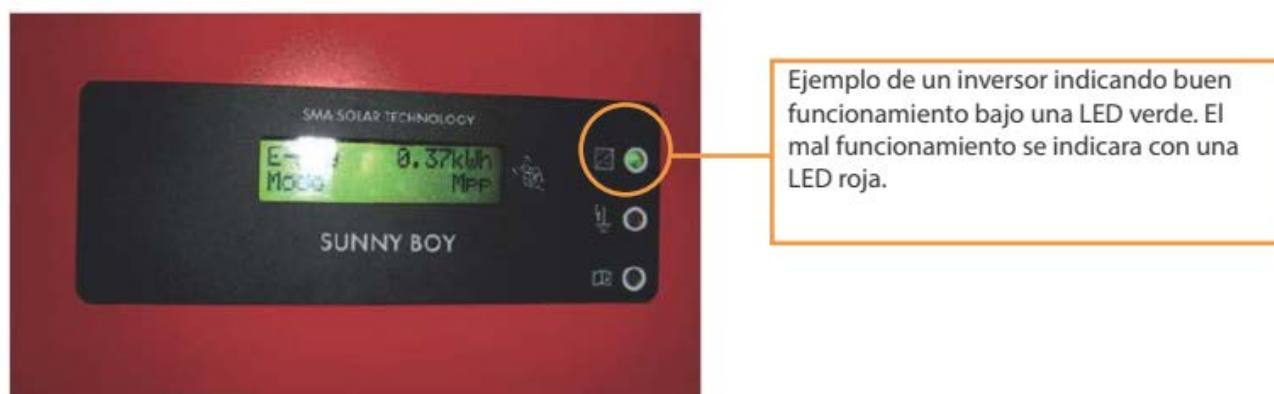 SMA SOLAR TECHNOLOGY
0.37kWh
Modo Mpp
SUNNY BOY
Ejemplo de un inversor indicando buen
funcionamiento bajo una LED verde. El
mal funcionamiento se indicara con una
LED roja.